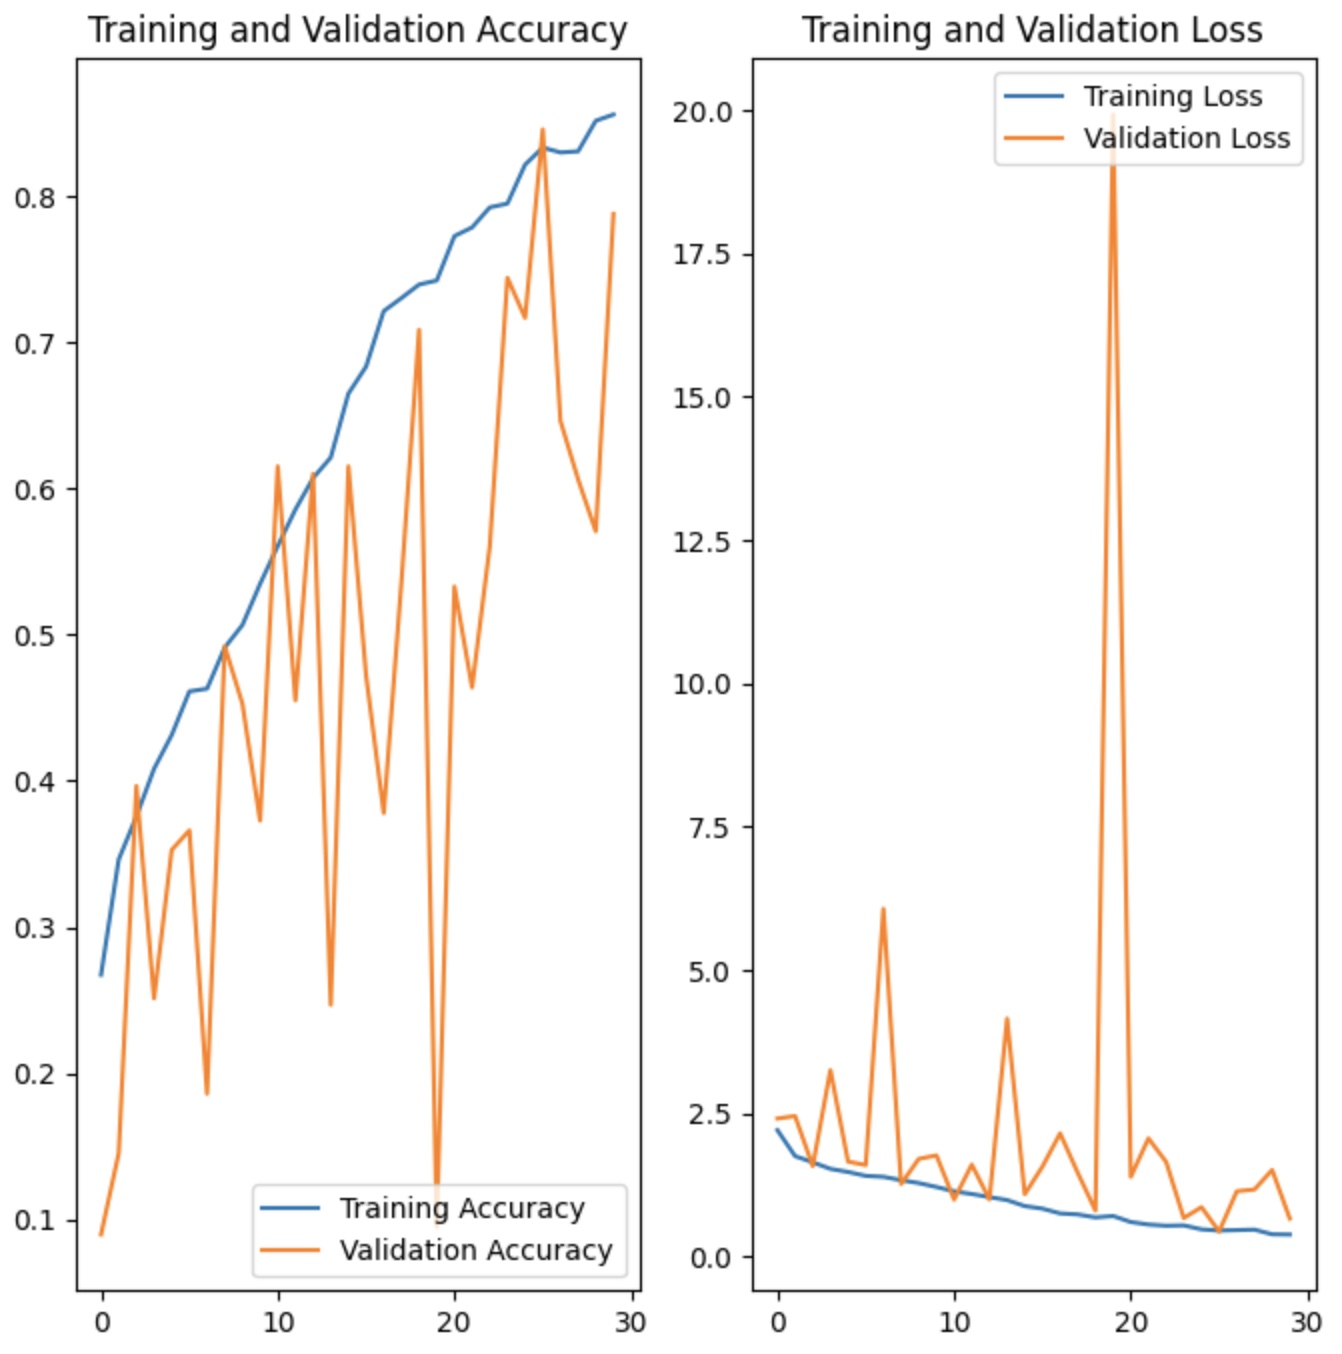 Training and Validation Accuracy
0.8
0.7
0.6
0.5
0.4
0.3
0.2
0.1
Training Accuracy
Validation Accuracy
0 10 20 30
Training and Validation Loss
Training Loss
Validation Loss
20.0
17.5
15.0
12.5
10.0
7.5
5.0
2.5
0.0
0 10 20 30